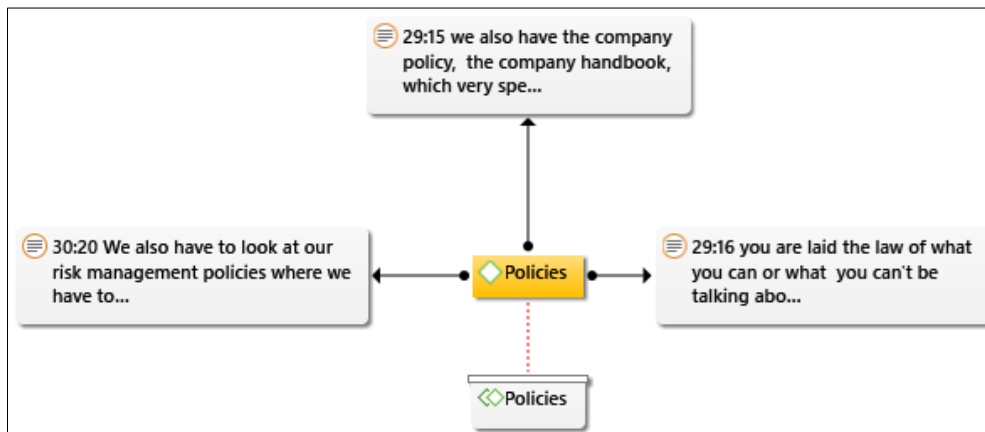 29:15 we also have the company
policy,  the company handbook,
which very spe...
30:20 We also have to look at our
risk management policies where we
have to...
Policies
29:16 you are laid the law of what
you can or what  you can't be
talking abo...
Policies